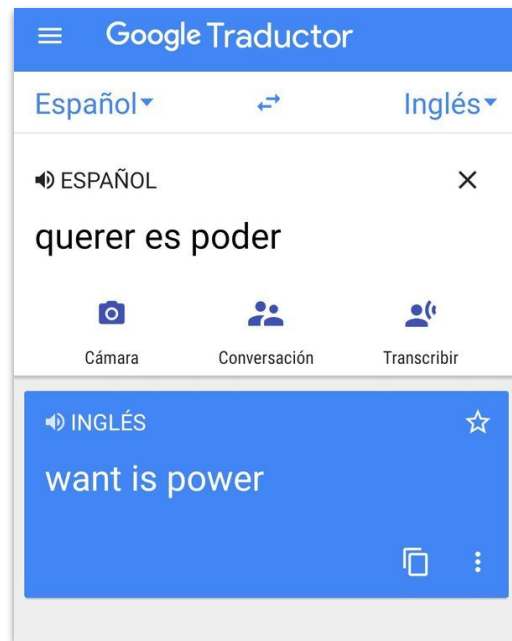 Google Traductor
Español Inglés
ESPAÑOL
querer es poder
Cámara Conversación Transcribir
INGLÉS
want is power